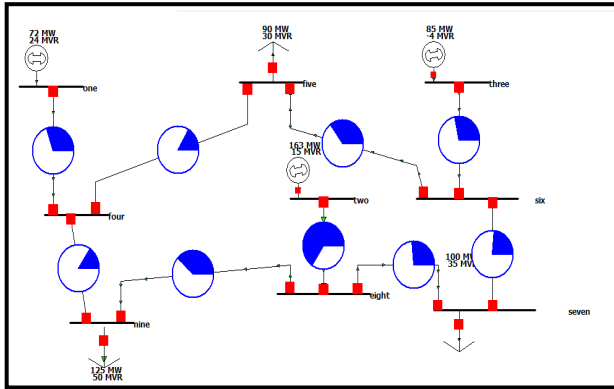 72 MW
24 MVR
90 MW
30 MVR
85 MW
-4 MVR
one
five
three
163 MW
15 MVR
two
six
four
100 MW
35 MVR
eight
seven
nine
125 MW
50 MVR